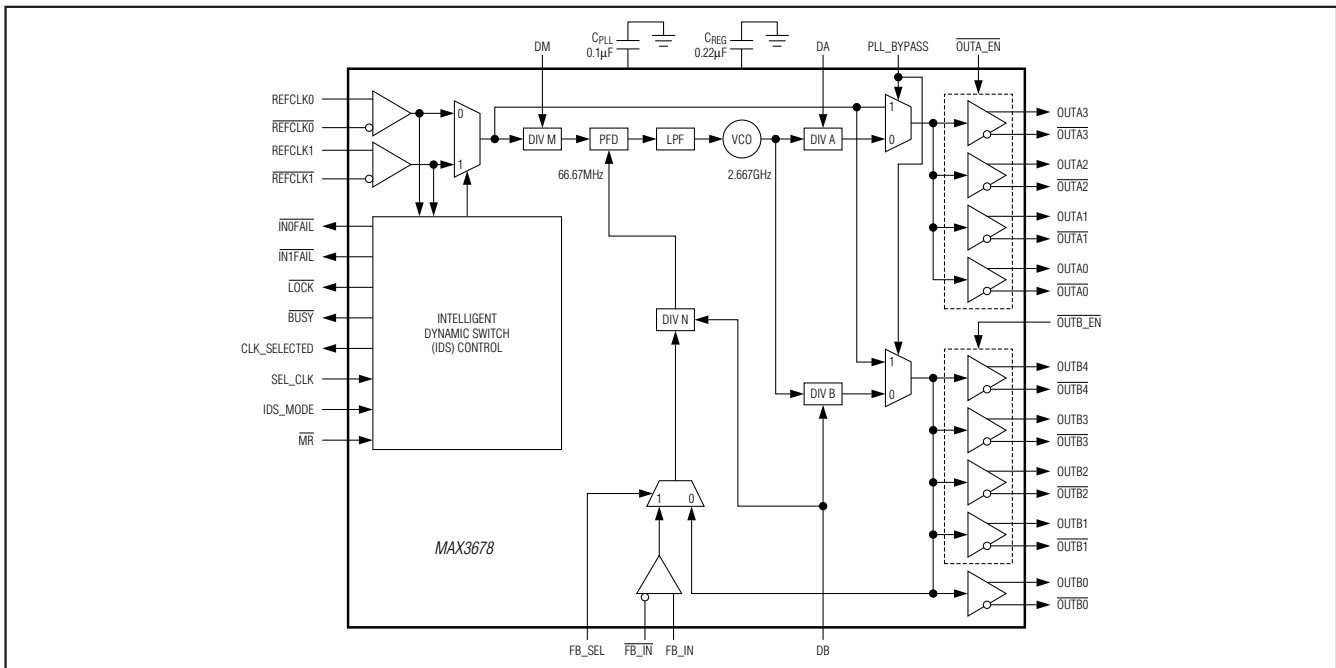 CPLL
0.1µF
CREG
0.22µF
DM
DA
PLL_BYPASS
OUTA_EN
REFCLK0
REFCLK0
REFCLK1
REFCLK1
0
1
DIV M
PFD
LPF
VCO
DIV A
1
0
66.67MHz
2.667GHz
OUTA3
OUTA3
OUTA2
OUTA2
OUTA1
OUTA1
OUTA0
OUTA0
IN0FAIL
IN1FAIL
LOCK
BUSY
CLK_SELECTED
SEL_CLK
IDS_MODE
MR
INTELLIGENT
DYNAMIC SWITCH
(IDS) CONTROL
DIV N
OUTB_EN
1
0
DIV B
OUTB4
OUTB4
OUTB3
OUTB3
OUTB2
OUTB2
OUTB1
OUTB1
OUTB0
OUTB0
1 0
MAX3678
FB_SEL
FB_IN
FB_IN
DB